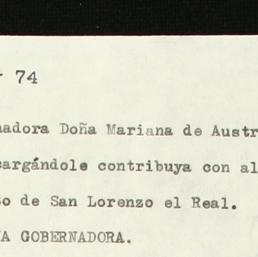 74
nadora Doña Mariana de Austr
cargándole contribuya con al
o de San Lorenzo el Real.
A GOBERNADORA.